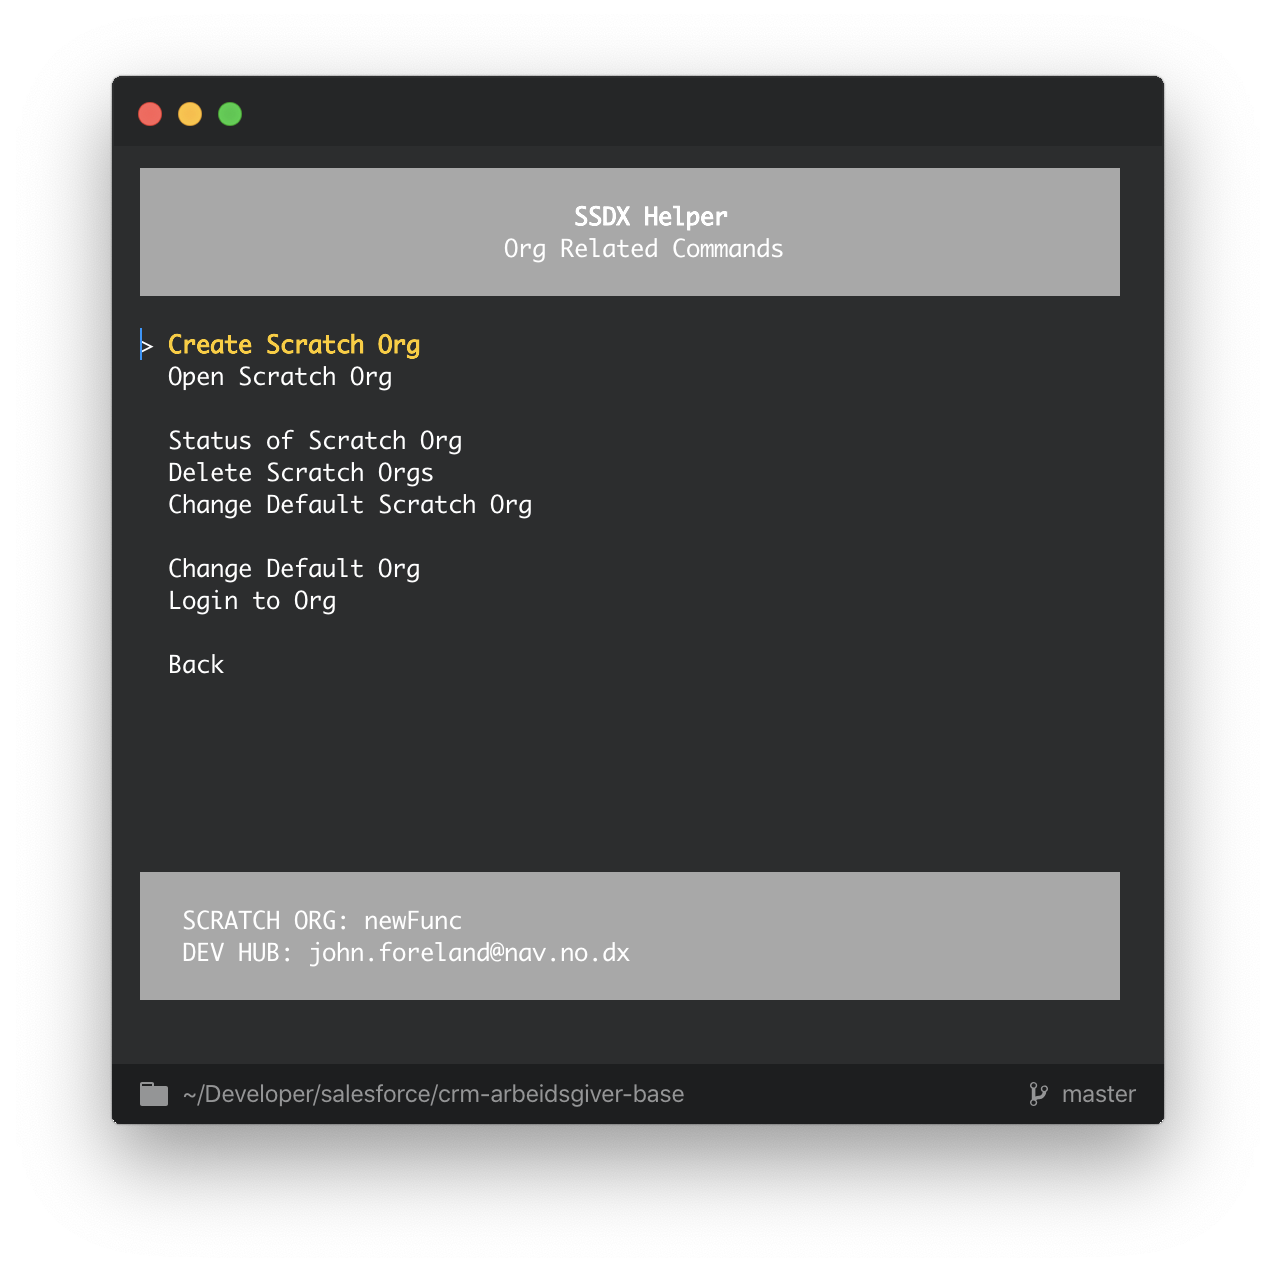 SSDX Helper
Org Related Commands
> Create Scratch Org
Open Scratch Org
Status of Scratch Org
Delete Scratch Orgs
Change Default Scratch Org
Change Default Org
Login to Org
Back
SCRATCH ORG: newFunc
DEV HUB: john.foreland@nav.no.dx
~/Developer/salesforce/crm-arbeidsgiver-base
master